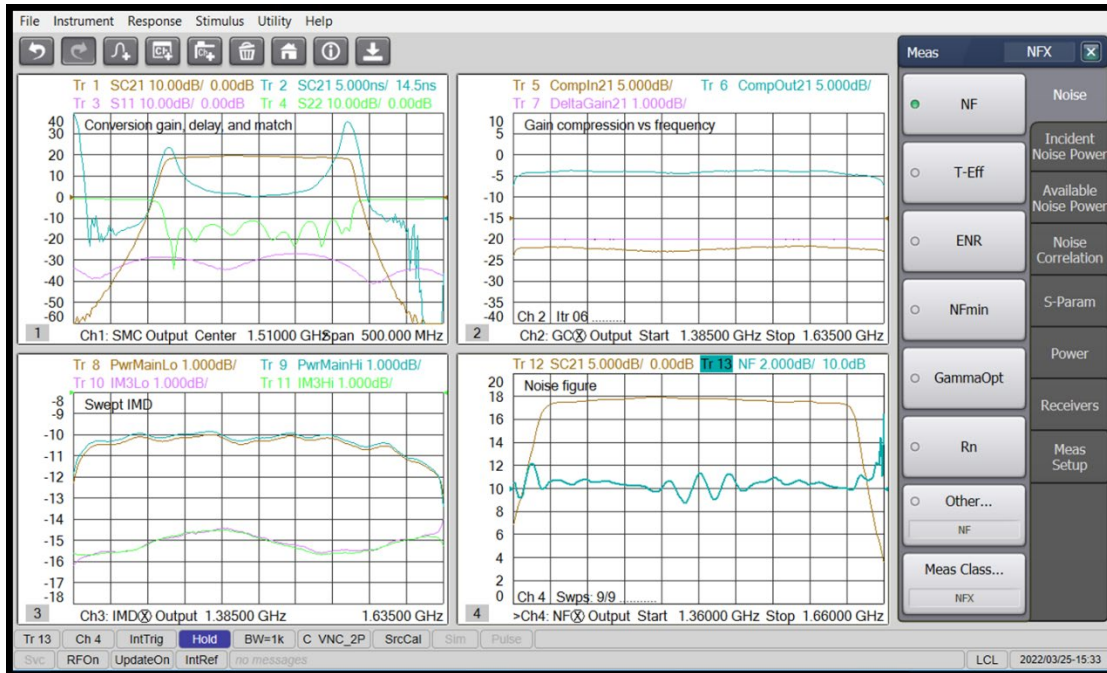 File Instrument Response Stimulus Utility Help
Tr 1 SC21 10.00dB/ 0.00dB Tr 2 SC21 5.000ns/ 14.5ns
Tr 3 S11 10.00dB/ 0.00dB Tr 4 S22 10.00dB/ 0.00dB
Conversion gain, delay, and match
40
30
20
10
0
-10
-20
-30
-40
-50
-60
1 Ch1: SMC Output Center 1.51000 GHz Span 500.000 MHz
Tr 5 CompIn21 5.000dB/ Tr 6 CompOut21 5.000dB/
Tr 7 DeltaGain21 1.000dB/
Gain compression vs frequency
10
5
0
-5
-10
-15
-20
-25
-30
-35
-40
Ch 2 Itr 06 ........
2 Ch2: GCX Output Start 1.38500 GHz Stop 1.63500 GHz
Tr 8 PwrMainLo 1.000dB/ Tr 9 PwrMainHi 1.000dB/
Tr 10 IM3Lo 1.000dB/ Tr 11 IM3Hi 1.000dB/
Swept IMD
-8
-9
-10
-11
-12
-13
-14
-15
-16
-17
-18
3 Ch3: IMDX Output 1.38500 GHz 1.63500 GHz
Tr 12 SC21 5.000dB/ 0.00dB Tr 13 NF 2.000dB/ 10.0dB
Noise figure
20
18
16
14
12
10
8
6
4
2
0
Ch 4 Swps: 9/9 ........
4 >Ch4: NFX Output Start 1.36000 GHz Stop 1.66000 GHz
Meas NFX X
NF
T-Eff
ENR
NFmin
GammaOpt
Rn
Other...
NF
Meas Class...
NFX
Noise
Incident
Noise Power
Available
Noise Power
Noise
Correlation
S-Param
Power
Receivers
Meas
Setup
Tr 13 Ch 4 IntTrig Hold BW=1k C VNC_2P SrcCal Sim Pulse
Svc RFOn UpdateOn IntRef no messages LCL 2022/03/25-15:33